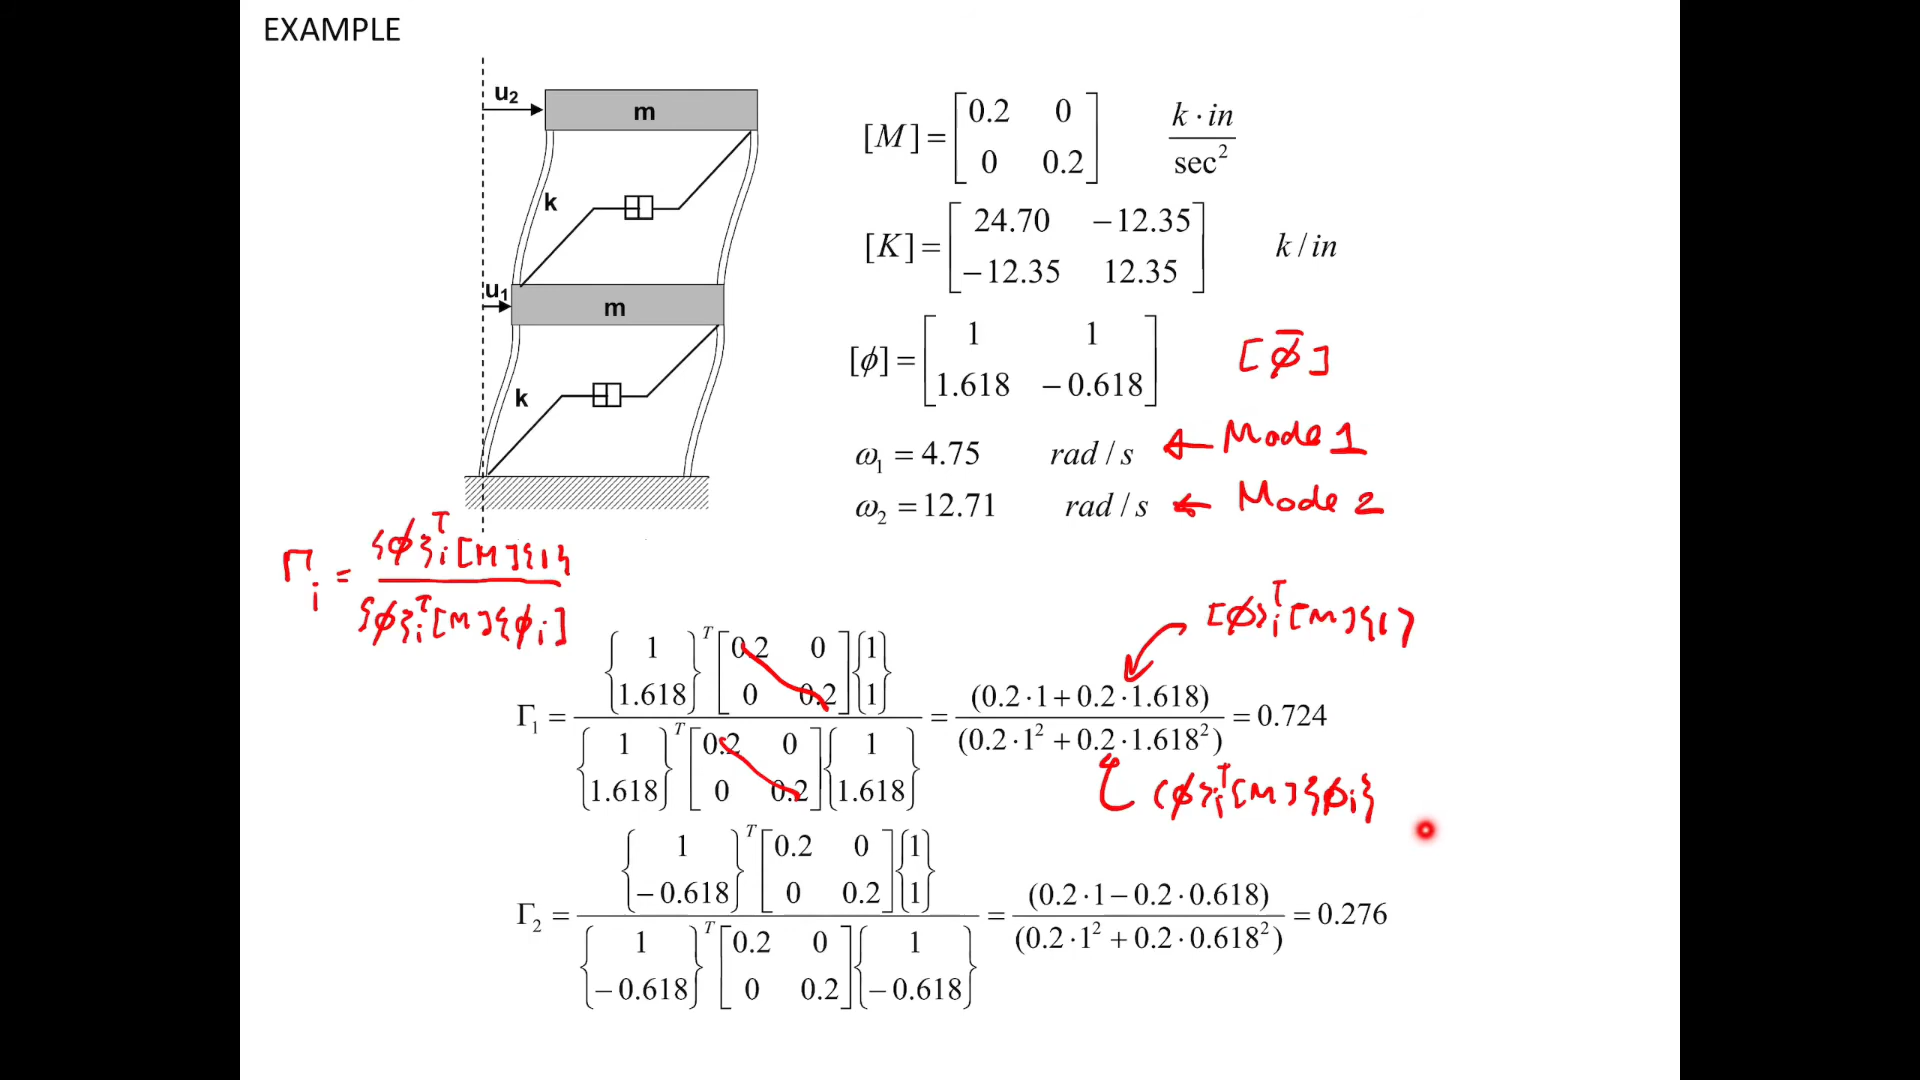 EXAMPLE
u₂
m
k
u₁
m
k
[M] = [0.2 0; 0 0.2] k·in / sec²
[K] = [24.70 −12.35; −12.35 12.35] k / in
[ϕ] = [1 1; 1.618 −0.618] [Φ̅]
ω₁ = 4.75 rad / s ← Mode 1
ω₂ = 12.71 rad / s ← Mode 2
Γᵢ = {ϕ}ᵢᵀ[M]{1} / {ϕ}ᵢᵀ[M]{ϕᵢ}
[ϕ}ᵢᵀ[M]{1}
Γ₁ = {1; 1.618}ᵀ [0.2 0; 0 0.2] {1; 1} / {1; 1.618}ᵀ [0.2 0; 0 0.2] {1; 1.618} = (0.2·1 + 0.2·1.618) / (0.2·1² + 0.2·1.618²) = 0.724
{ϕ}ᵢᵀ[M]{ϕᵢ}
Γ₂ = {1; −0.618}ᵀ [0.2 0; 0 0.2] {1; 1} / {1; −0.618}ᵀ [0.2 0; 0 0.2] {1; −0.618} = (0.2·1 − 0.2·0.618) / (0.2·1² + 0.2·0.618²) = 0.276